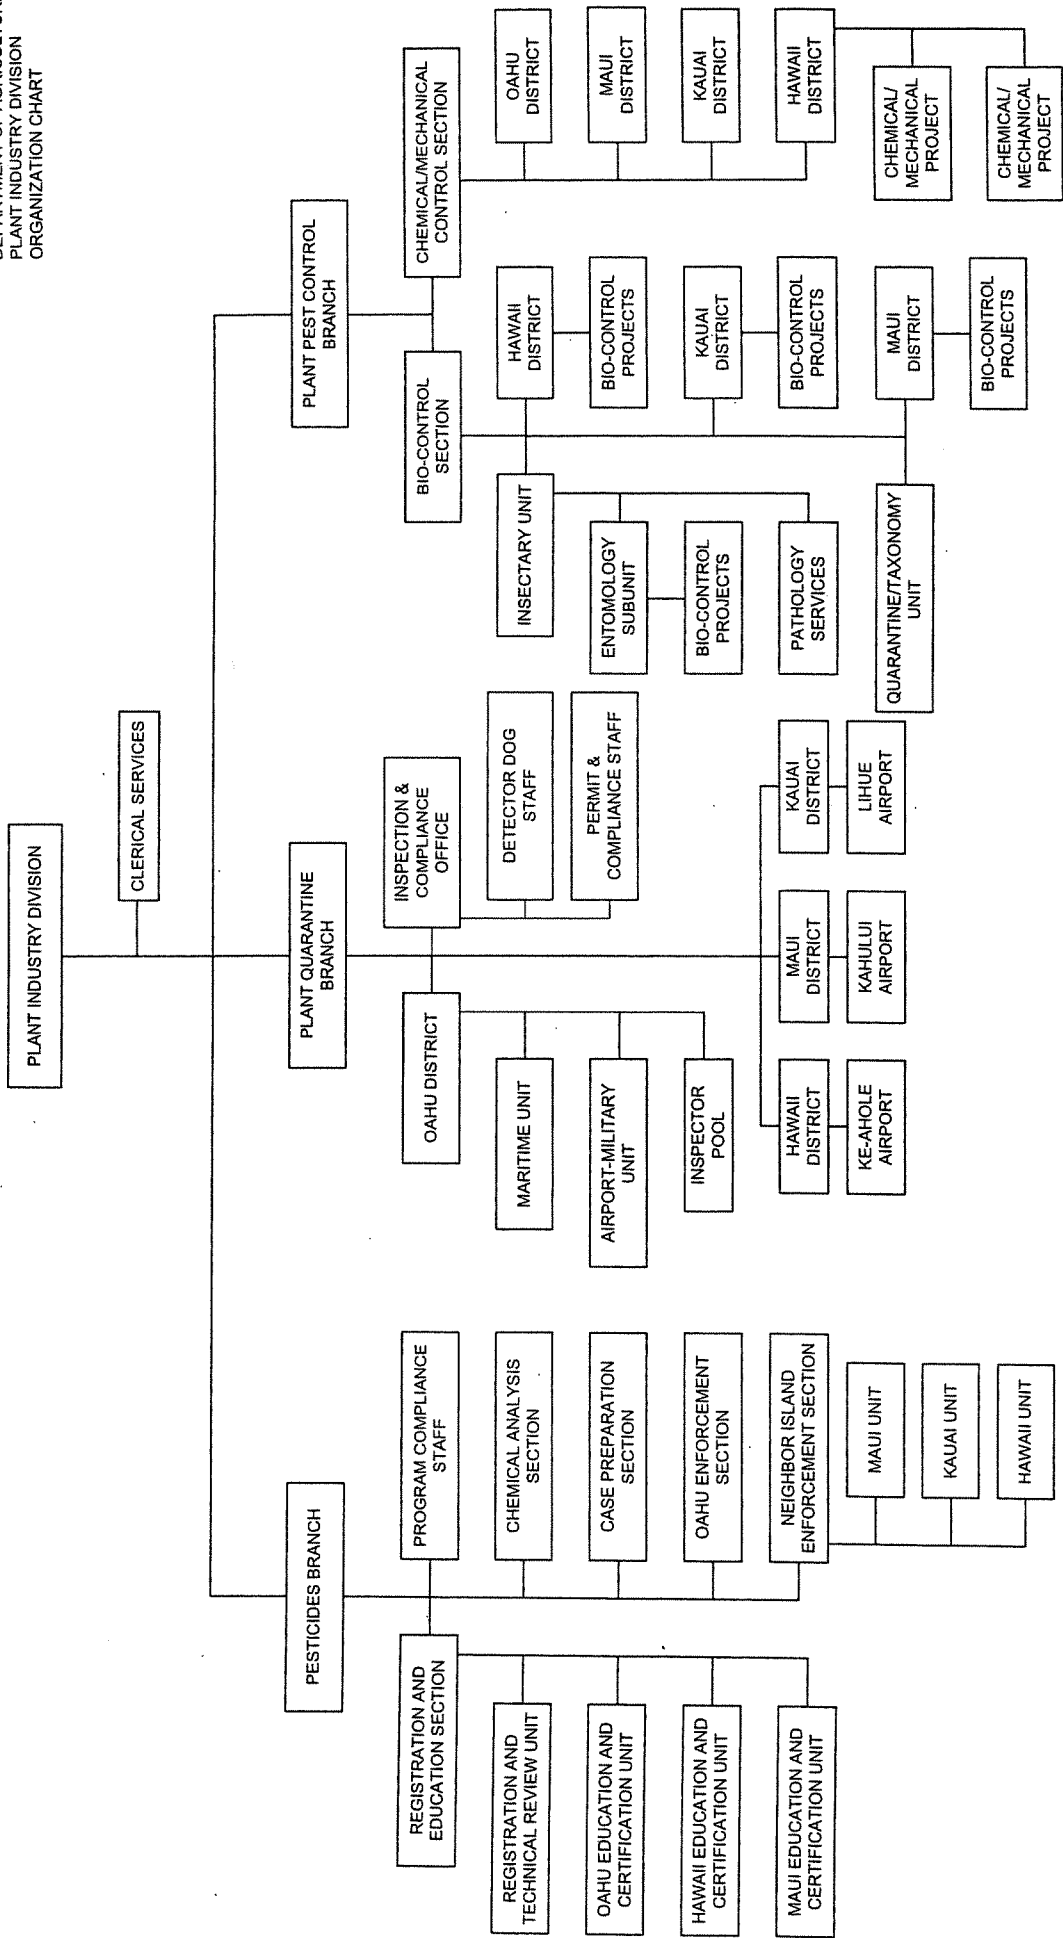 PLANT INDUSTRY DIVISION
ORGANIZATION CHART
PLANT INDUSTRY DIVISION
CLERICAL SERVICES
PESTICIDES BRANCH
REGISTRATION AND
EDUCATION SECTION
REGISTRATION AND
TECHNICAL REVIEW UNIT
OAHU EDUCATION AND
CERTIFICATION UNIT
HAWAII EDUCATION AND
CERTIFICATION UNIT
MAUI EDUCATION AND
CERTIFICATION UNIT
PROGRAM COMPLIANCE
STAFF
CHEMICAL ANALYSIS
SECTION
CASE PREPARATION
SECTION
OAHU ENFORCEMENT
SECTION
NEIGHBOR ISLAND
ENFORCEMENT SECTION
MAUI UNIT
KAUAI UNIT
HAWAII UNIT
PLANT QUARANTINE
BRANCH
OAHU DISTRICT
MARITIME UNIT
AIRPORT-MILITARY
UNIT
INSPECTOR
POOL
INSPECTION &
COMPLIANCE
OFFICE
DETECTOR DOG
STAFF
PERMIT &
COMPLIANCE STAFF
HAWAII
DISTRICT
KE-AHOLE
AIRPORT
MAUI
DISTRICT
KAHULUI
AIRPORT
KAUAI
DISTRICT
LIHUE
AIRPORT
PLANT PEST CONTROL
BRANCH
BIO-CONTROL
SECTION
INSECTARY UNIT
ENTOMOLOGY
SUBUNIT
BIO-CONTROL
PROJECTS
PATHOLOGY
SERVICES
QUARANTINE/TAXONOMY
UNIT
HAWAII
DISTRICT
BIO-CONTROL
PROJECTS
KAUAI
DISTRICT
BIO-CONTROL
PROJECTS
MAUI
DISTRICT
BIO-CONTROL
PROJECTS
CHEMICAL/MECHANICAL
CONTROL SECTION
OAHU
DISTRICT
MAUI
DISTRICT
KAUAI
DISTRICT
HAWAII
DISTRICT
CHEMICAL/
MECHANICAL
PROJECT
CHEMICAL/
MECHANICAL
PROJECT